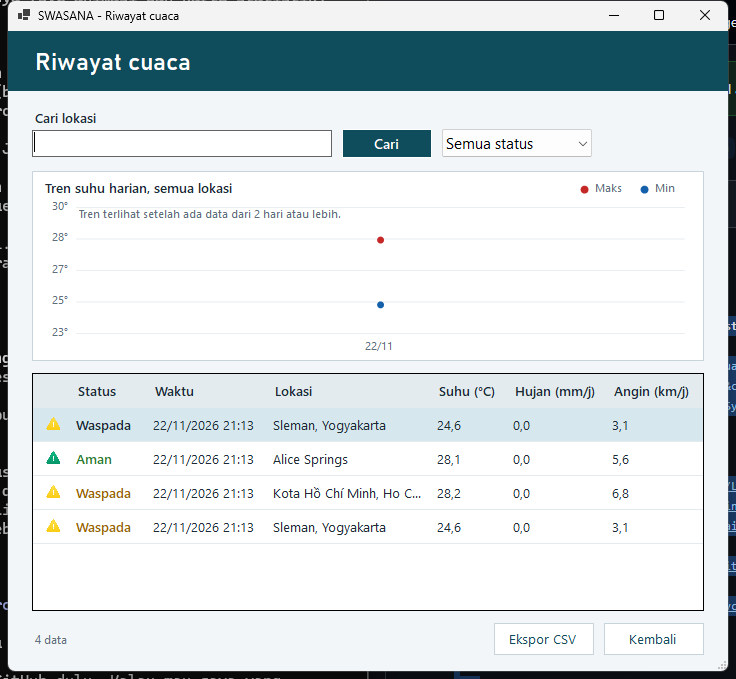 SWASANA - Riwayat cuaca
Riwayat cuaca
Cari lokasi
Cari
Semua status
Tren suhu harian, semua lokasi
Maks
Min
30°
Tren terlihat setelah ada data dari 2 hari atau lebih.
28°
27°
25°
23°
22/11
Status Waktu Lokasi Suhu (°C) Hujan (mm/j) Angin (km/j)
Waspada 22/11/2026 21:13 Sleman, Yogyakarta 24,6 0,0 3,1
Aman 22/11/2026 21:13 Alice Springs 28,1 0,0 5,6
Waspada 22/11/2026 21:13 Kota Hồ Chí Minh, Ho C... 28,2 0,0 6,8
Waspada 22/11/2026 21:13 Sleman, Yogyakarta 24,6 0,0 3,1
4 data
Ekspor CSV
Kembali